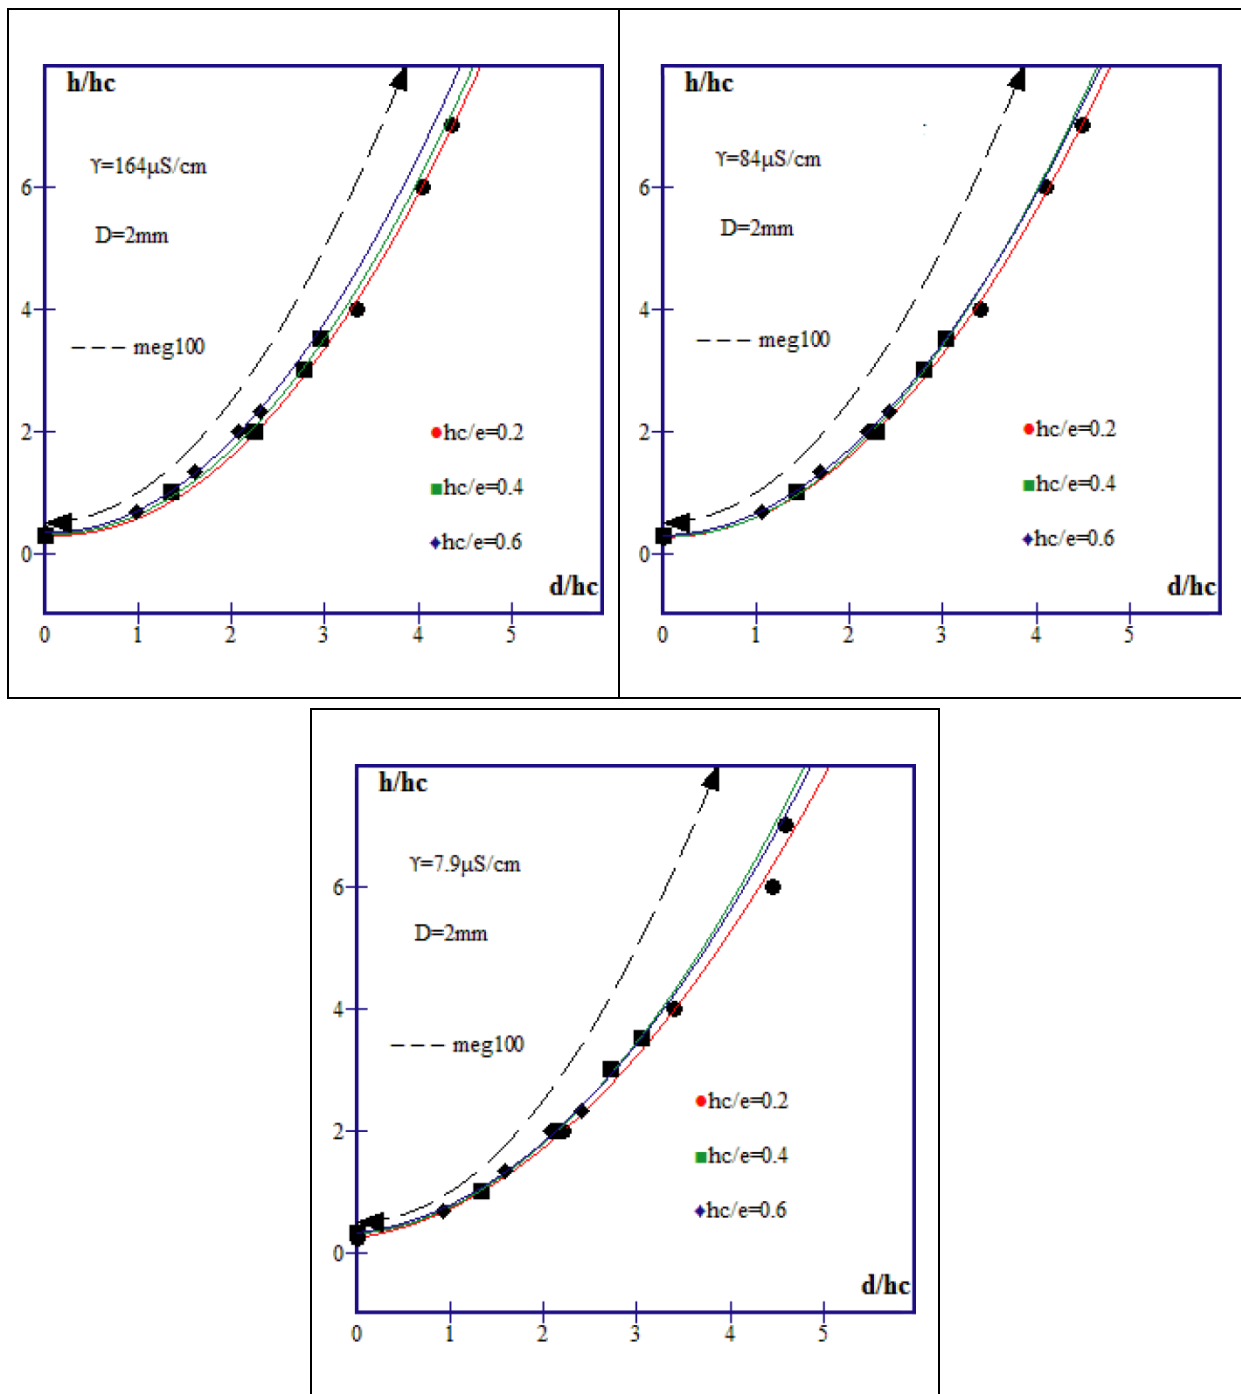 h/hc
γ=164μS/cm
6
D=2mm
4
--- meg100
2
hc/e=0.2
hc/e=0.4
0
hc/e=0.6
d/hc
0 1 2 3 4 5
h/hc
γ=84μS/cm
6
D=2mm
4
--- meg100
2
hc/e=0.2
hc/e=0.4
0
hc/e=0.6
d/hc
0 1 2 3 4 5
h/hc
γ=7.9μS/cm
6
D=2mm
4
--- meg100
hc/e=0.2
2
hc/e=0.4
hc/e=0.6
0
d/hc
0 1 2 3 4 5